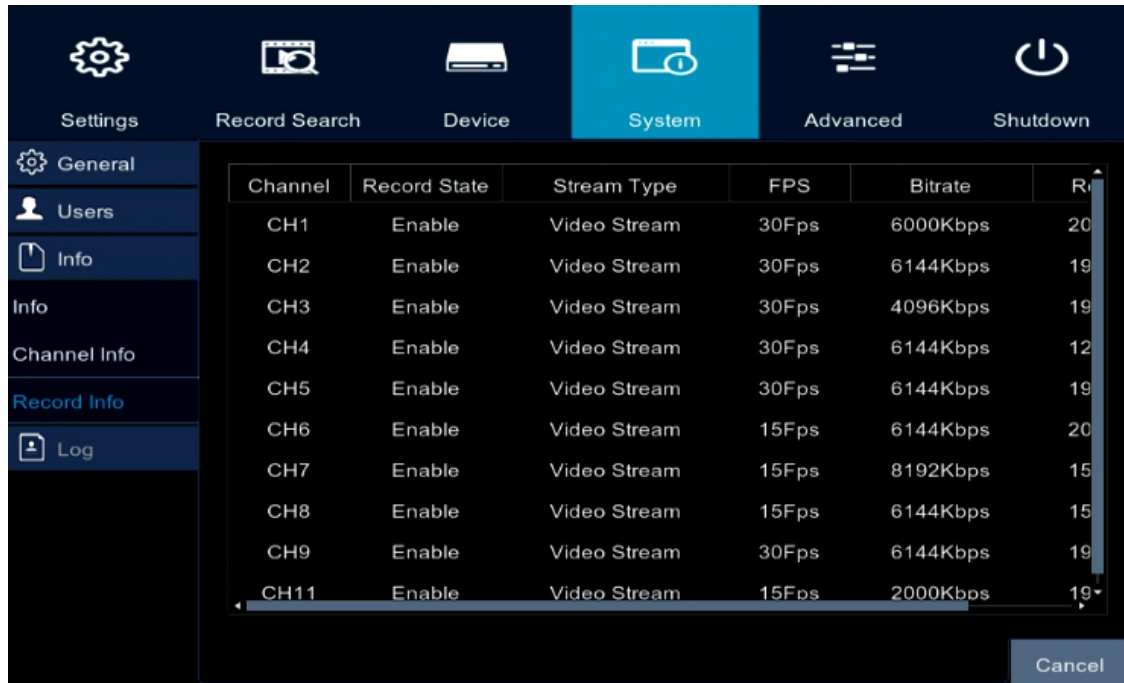 Settings Record Search Device System Advanced Shutdown
General
Users
Info
Info
Channel Info
Record Info
Log
Channel Record State Stream Type FPS Bitrate
CH1 Enable Video Stream 30Fps 6000Kbps 20
CH2 Enable Video Stream 30Fps 6144Kbps 19
CH3 Enable Video Stream 30Fps 4096Kbps 19
CH4 Enable Video Stream 30Fps 6144Kbps 12
CH5 Enable Video Stream 30Fps 6144Kbps 19
CH6 Enable Video Stream 15Fps 6144Kbps 20
CH7 Enable Video Stream 15Fps 8192Kbps 15
CH8 Enable Video Stream 15Fps 6144Kbps 15
CH9 Enable Video Stream 30Fps 6144Kbps 19
CH11 Enable Video Stream 15Fps 2000Kbps 19
Cancel